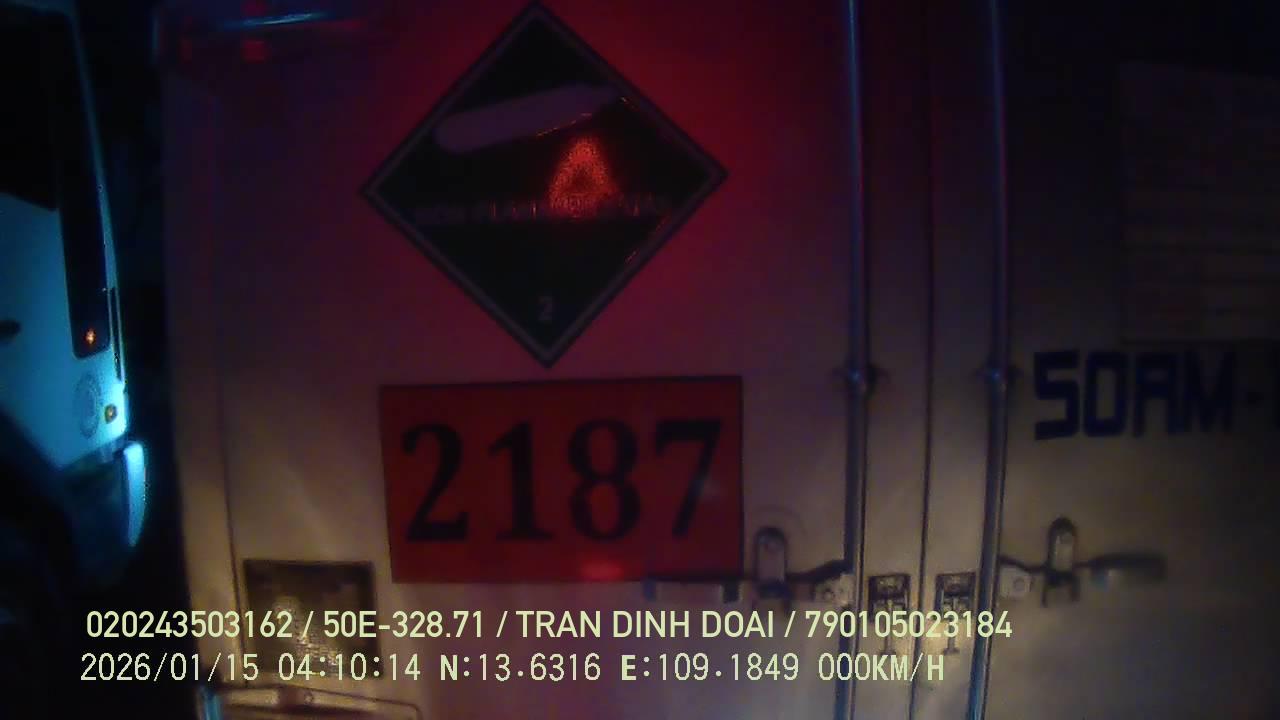 2
2187
50RM-
020243503162 / 50E-328.71 / TRAN DINH DOAI / 790105023184
2026/01/15 04:10:14 N:13.6316 E:109.1849 000KM/H